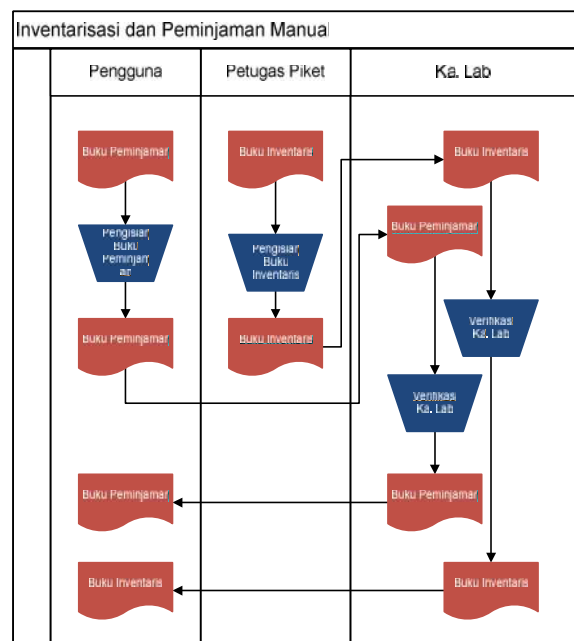 Inventarisasi dan Peminjaman Manual
Pengguna
Petugas Piket
Ka. Lab
Buku Peminjaman
Buku Inventaris
Buku Inventaris
Buku Peminjaman
Pengisian
Buku
Peminjam
an
Pengisian
Buku
Inventaris
Verifikasi
Ka. Lab
Buku Peminjaman
Buku Inventaris
Verifikasi
Ka. Lab
Buku Peminjaman
Buku Peminjaman
Buku Inventaris
Buku Inventaris